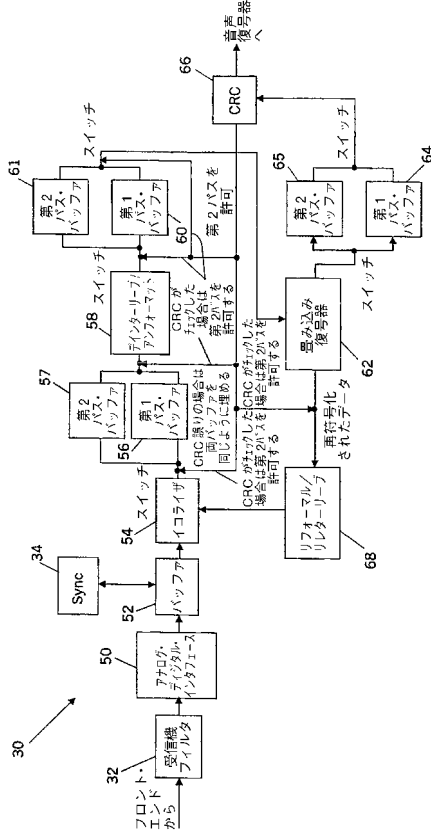 30
フロント・
エンド
から
32
受信機
フィルタ
50
アナログ・
ディジタル・
インタフェース
34
Sync
52
バッファ
54
イコライザ
スイッチ
57
第2
パス・
バッファ
56
第1
パス・
バッファ
CRC誤りの場合は
両バッファを
同じように埋める
CRCがチェックした
場合は第2パスを
許可する
58
デインターリーブ/
アンフォーマット
スイッチ
CRCが
チェックした
場合は
第2パスを
許可する
61
第2
パス・
バッファ
60
第1
パス・
バッファ
スイッチ
第2パスを
許可
CRCがチェックした
場合は第2パスを
許可する
再符号化
されたデータ
68
リフォーマル/
リレターリーブ
62
畳み込み
復号器
スイッチ
65
第2
パス・
バッファ
64
第1
パス・
バッファ
スイッチ
66
CRC
音声
復号器
へ